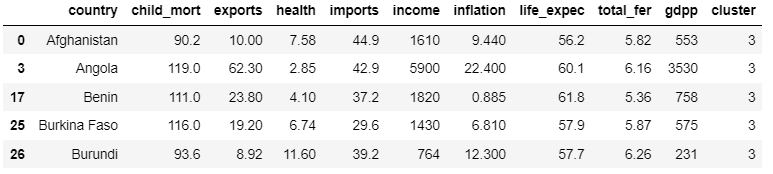 country child_mort exports health imports income inflation life_expec total_fer gdpp cluster
0 Afghanistan 90.2 10.00 7.58 44.9 1610 9.440 56.2 5.82 553 3
3 Angola 119.0 62.30 2.85 42.9 5900 22.400 60.1 6.16 3530 3
17 Benin 111.0 23.80 4.10 37.2 1820 0.885 61.8 5.36 758 3
25 Burkina Faso 116.0 19.20 6.74 29.6 1430 6.810 57.9 5.87 575 3
26 Burundi 93.6 8.92 11.60 39.2 764 12.300 57.7 6.26 231 3